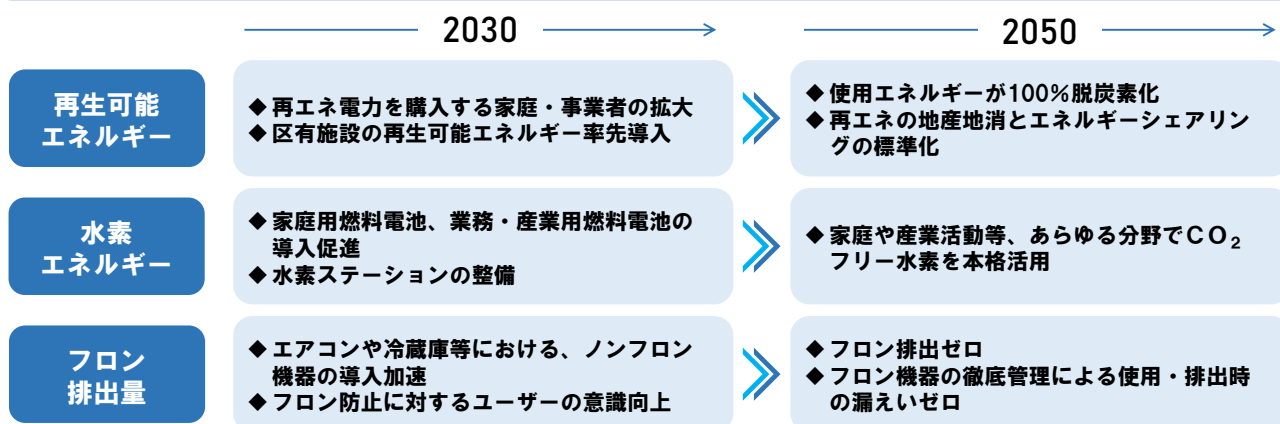 2030
2050
再生可能
エネルギー
◆ 再エネ電力を購入する家庭・事業者の拡大
◆ 区有施設の再生可能エネルギー率先導入
◆ 使用エネルギーが100%脱炭素化
◆ 再エネの地産地消とエネルギーシェアリン
グの標準化
水素
エネルギー
◆ 家庭用燃料電池、業務・産業用燃料電池の
導入促進
◆ 水素ステーションの整備
◆ 家庭や産業活動等、あらゆる分野でCO₂
フリー水素を本格活用
フロン
排出量
◆ エアコンや冷蔵庫等における、ノンフロン
機器の導入加速
◆ フロン防止に対するユーザーの意識向上
◆ フロン排出ゼロ
◆ フロン機器の徹底管理による使用・排出時
の漏えいゼロ